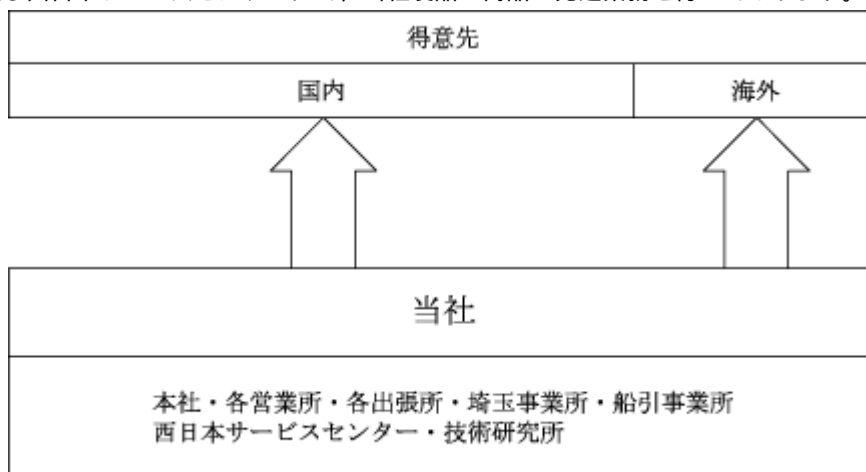 得意先
国内
海外
当社
本社・各営業所・各出張所・埼玉事業所・船引事業所
西日本サービスセンター・技術研究所